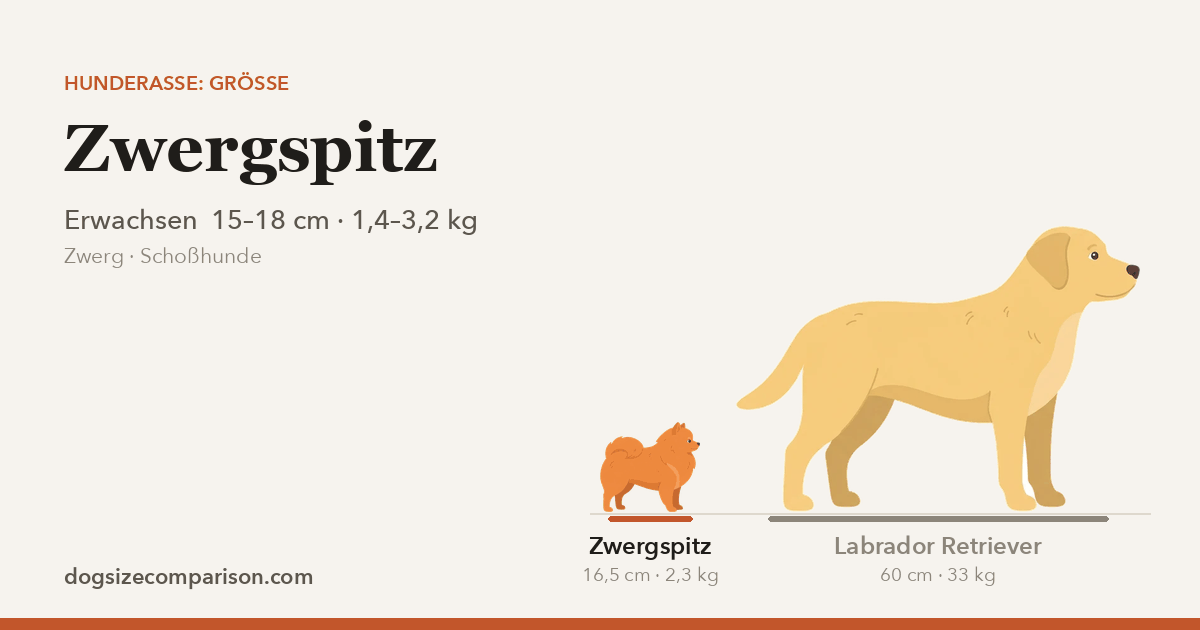 HUNDERASSE: GRÖSSE
Zwergspitz
Erwachsen 15–18 cm · 1,4–3,2 kg
Zwerg · Schoßhunde
Zwergspitz
16,5 cm · 2,3 kg
Labrador Retriever
60 cm · 33 kg
dogsizecomparison.com